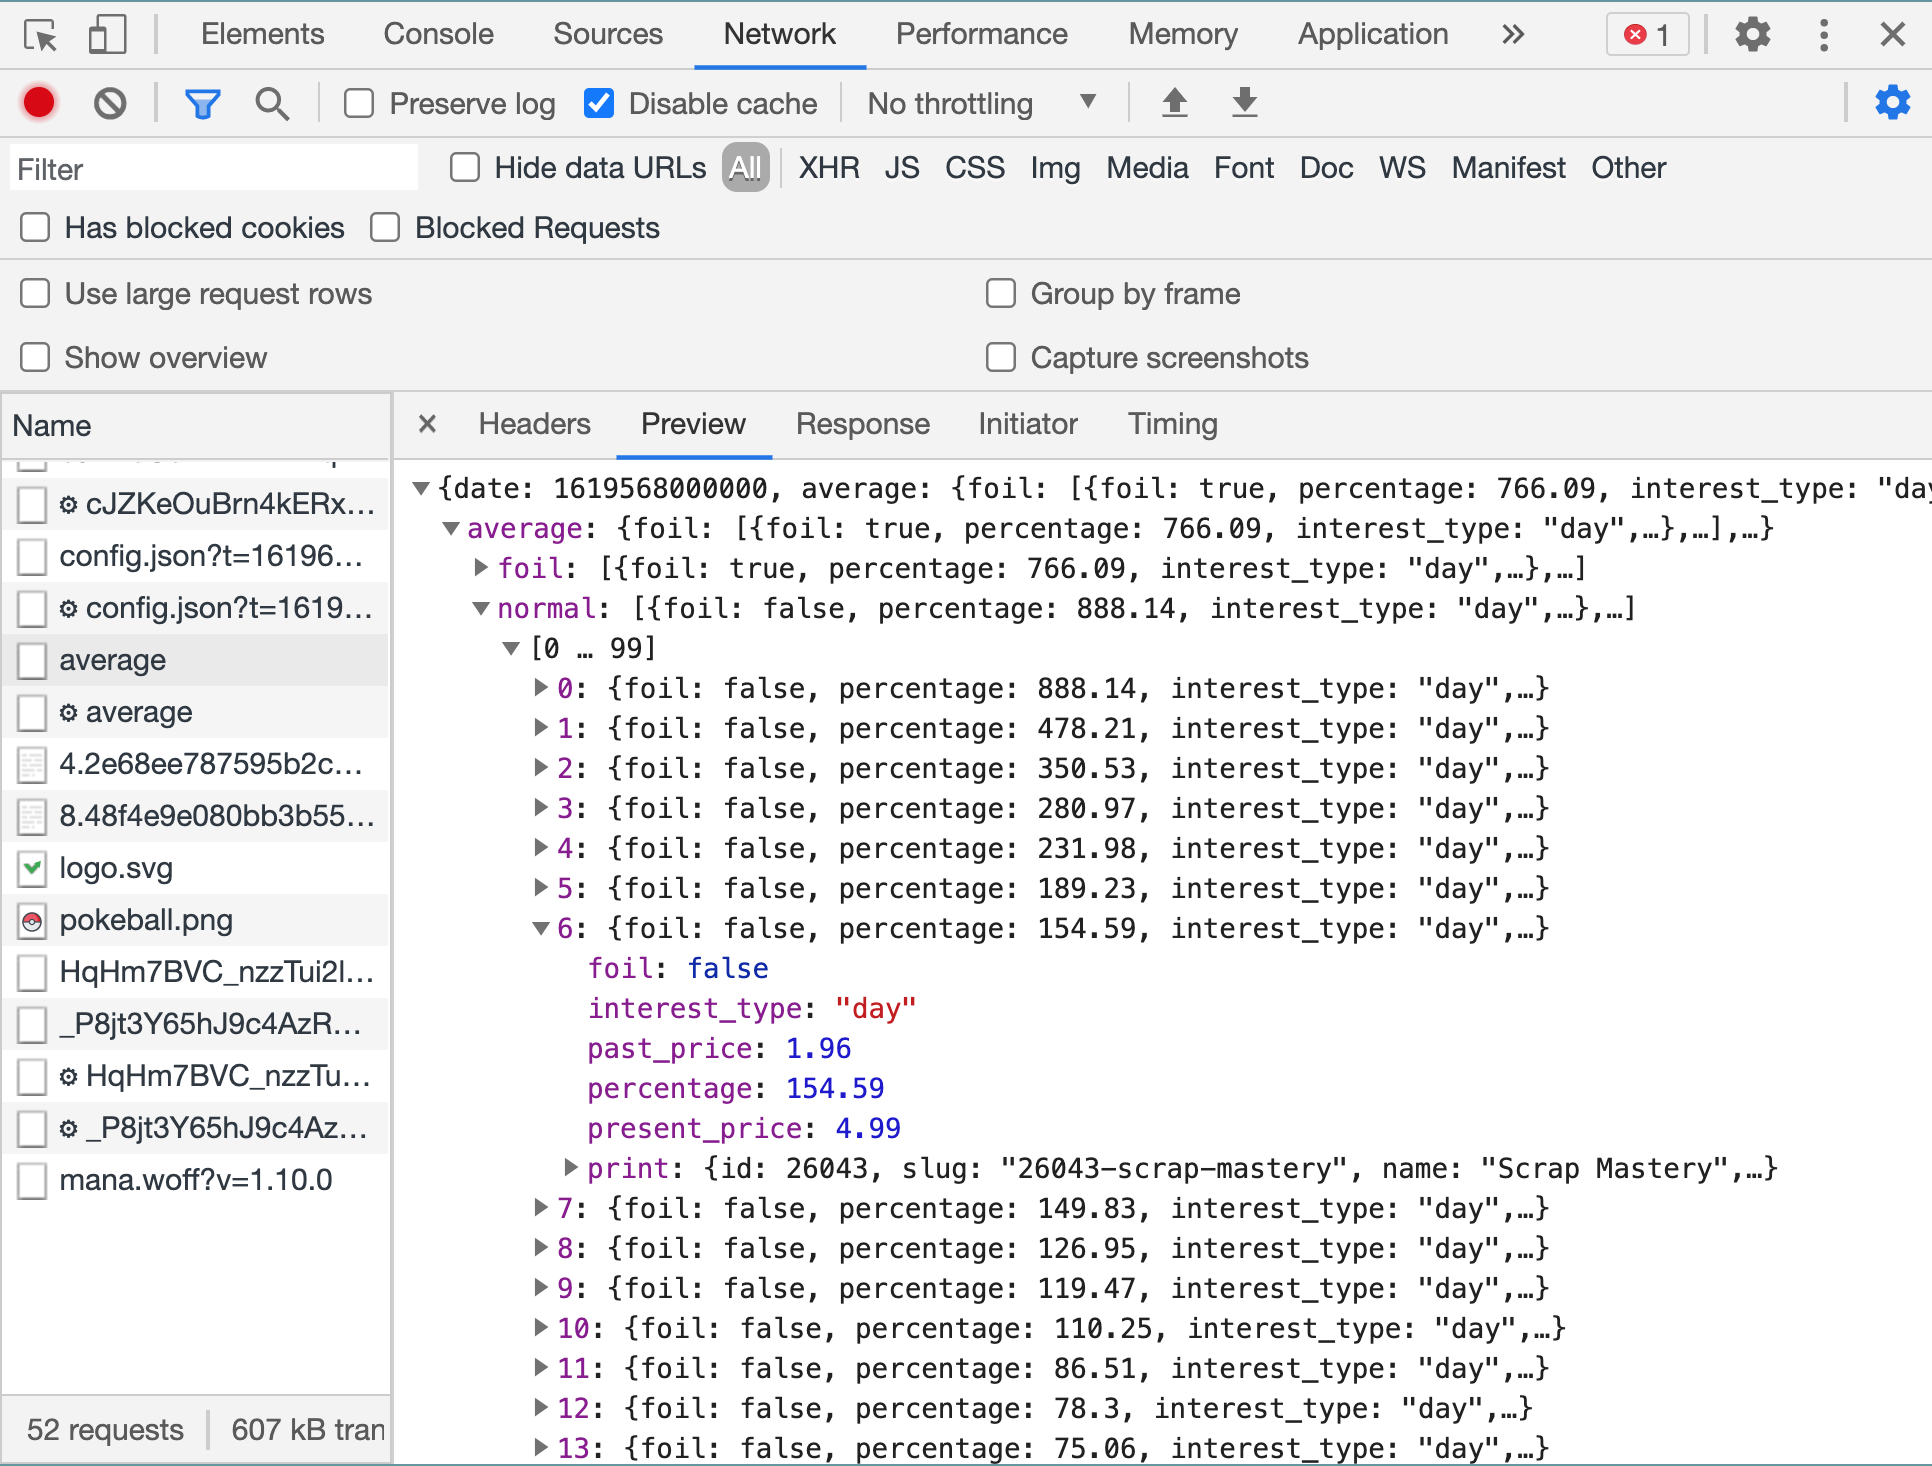 Elements Console Sources Network Performance Memory Application » 1
Preserve log Disable cache No throttling
Filter Hide data URLs All XHR JS CSS Img Media Font Doc WS Manifest Other
Has blocked cookies Blocked Requests
Use large request rows Group by frame
Show overview Capture screenshots
Name
cJZKeOuBrn4kERx...
config.json?t=16196...
config.json?t=1619...
average
average
4.2e68ee787595b2c...
8.48f4e9e080bb3b55...
logo.svg
pokeball.png
HqHm7BVC_nzzTui2l...
_P8jt3Y65hJ9c4AzR...
HqHm7BVC_nzzTu...
_P8jt3Y65hJ9c4Az...
mana.woff?v=1.10.0
52 requests 607 kB tran
× Headers Preview Response Initiator Timing
{date: 1619568000000, average: {foil: [{foil: true, percentage: 766.09, interest_type: "day
average: {foil: [{foil: true, percentage: 766.09, interest_type: "day",…},…],…}
foil: [{foil: true, percentage: 766.09, interest_type: "day",…},…]
normal: [{foil: false, percentage: 888.14, interest_type: "day",…},…]
[0 … 99]
0: {foil: false, percentage: 888.14, interest_type: "day",…}
1: {foil: false, percentage: 478.21, interest_type: "day",…}
2: {foil: false, percentage: 350.53, interest_type: "day",…}
3: {foil: false, percentage: 280.97, interest_type: "day",…}
4: {foil: false, percentage: 231.98, interest_type: "day",…}
5: {foil: false, percentage: 189.23, interest_type: "day",…}
6: {foil: false, percentage: 154.59, interest_type: "day",…}
foil: false
interest_type: "day"
past_price: 1.96
percentage: 154.59
present_price: 4.99
print: {id: 26043, slug: "26043-scrap-mastery", name: "Scrap Mastery",…}
7: {foil: false, percentage: 149.83, interest_type: "day",…}
8: {foil: false, percentage: 126.95, interest_type: "day",…}
9: {foil: false, percentage: 119.47, interest_type: "day",…}
10: {foil: false, percentage: 110.25, interest_type: "day",…}
11: {foil: false, percentage: 86.51, interest_type: "day",…}
12: {foil: false, percentage: 78.3, interest_type: "day",…}
13: {foil: false, percentage: 75.06, interest_type: "day",…}